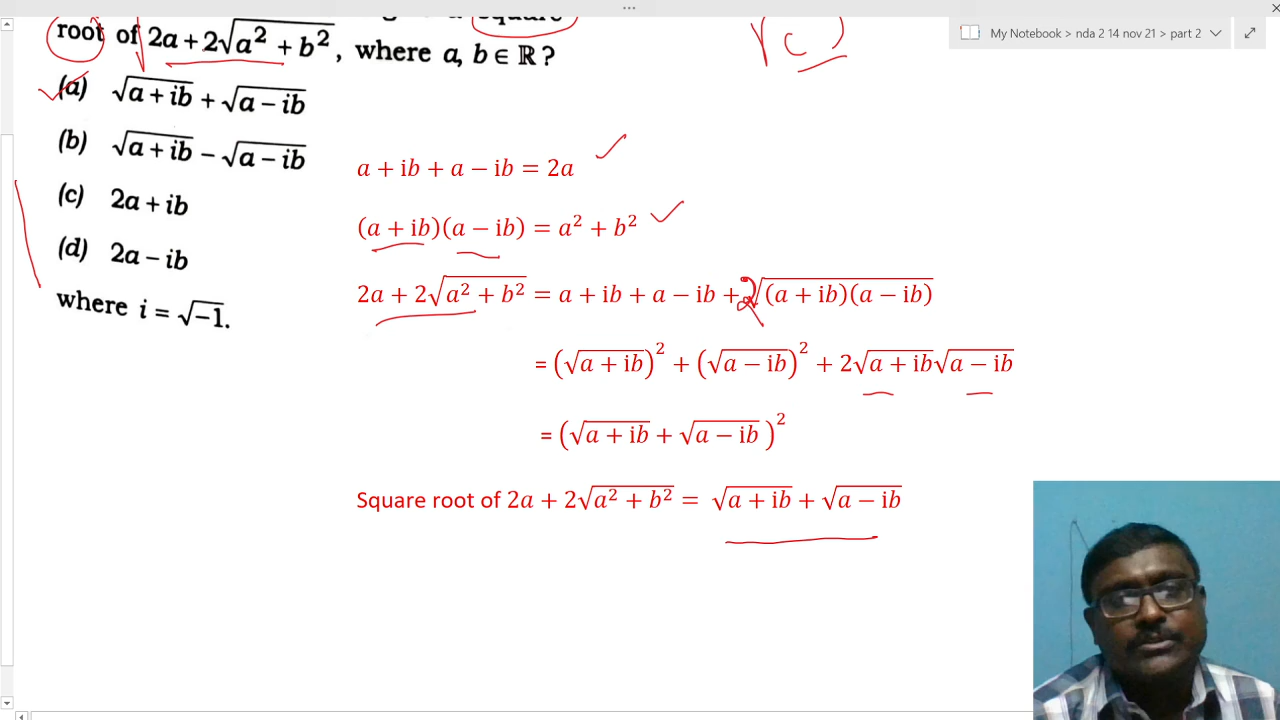 My Notebook > nda 2 14 nov 21 > part 2
root of √(2a + 2√(a² + b²)), where a, b ∈ ℝ?
(a) √(a + ib) + √(a − ib)
(b) √(a + ib) − √(a − ib)
(c) 2a + ib
(d) 2a − ib
where i = √−1.
a + ib + a − ib = 2a
(a + ib)(a − ib) = a² + b²
2a + 2√(a² + b²) = a + ib + a − ib + 2√((a + ib)(a − ib))
= (√(a + ib))² + (√(a − ib))² + 2√(a + ib)√(a − ib)
= (√(a + ib) + √(a − ib))²
Square root of 2a + 2√(a² + b²) = √(a + ib) + √(a − ib)